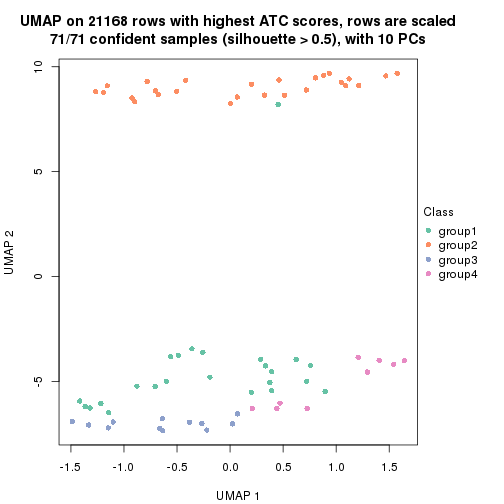 UMAP on 21168 rows with highest ATC scores, rows are scaled
71/71 confident samples (silhouette > 0.5), with 10 PCs
10
5
0
-5
UMAP 2
-1.5 -1.0 -0.5 0.0 0.5 1.0 1.5
UMAP 1
Class
group1
group2
group3
group4